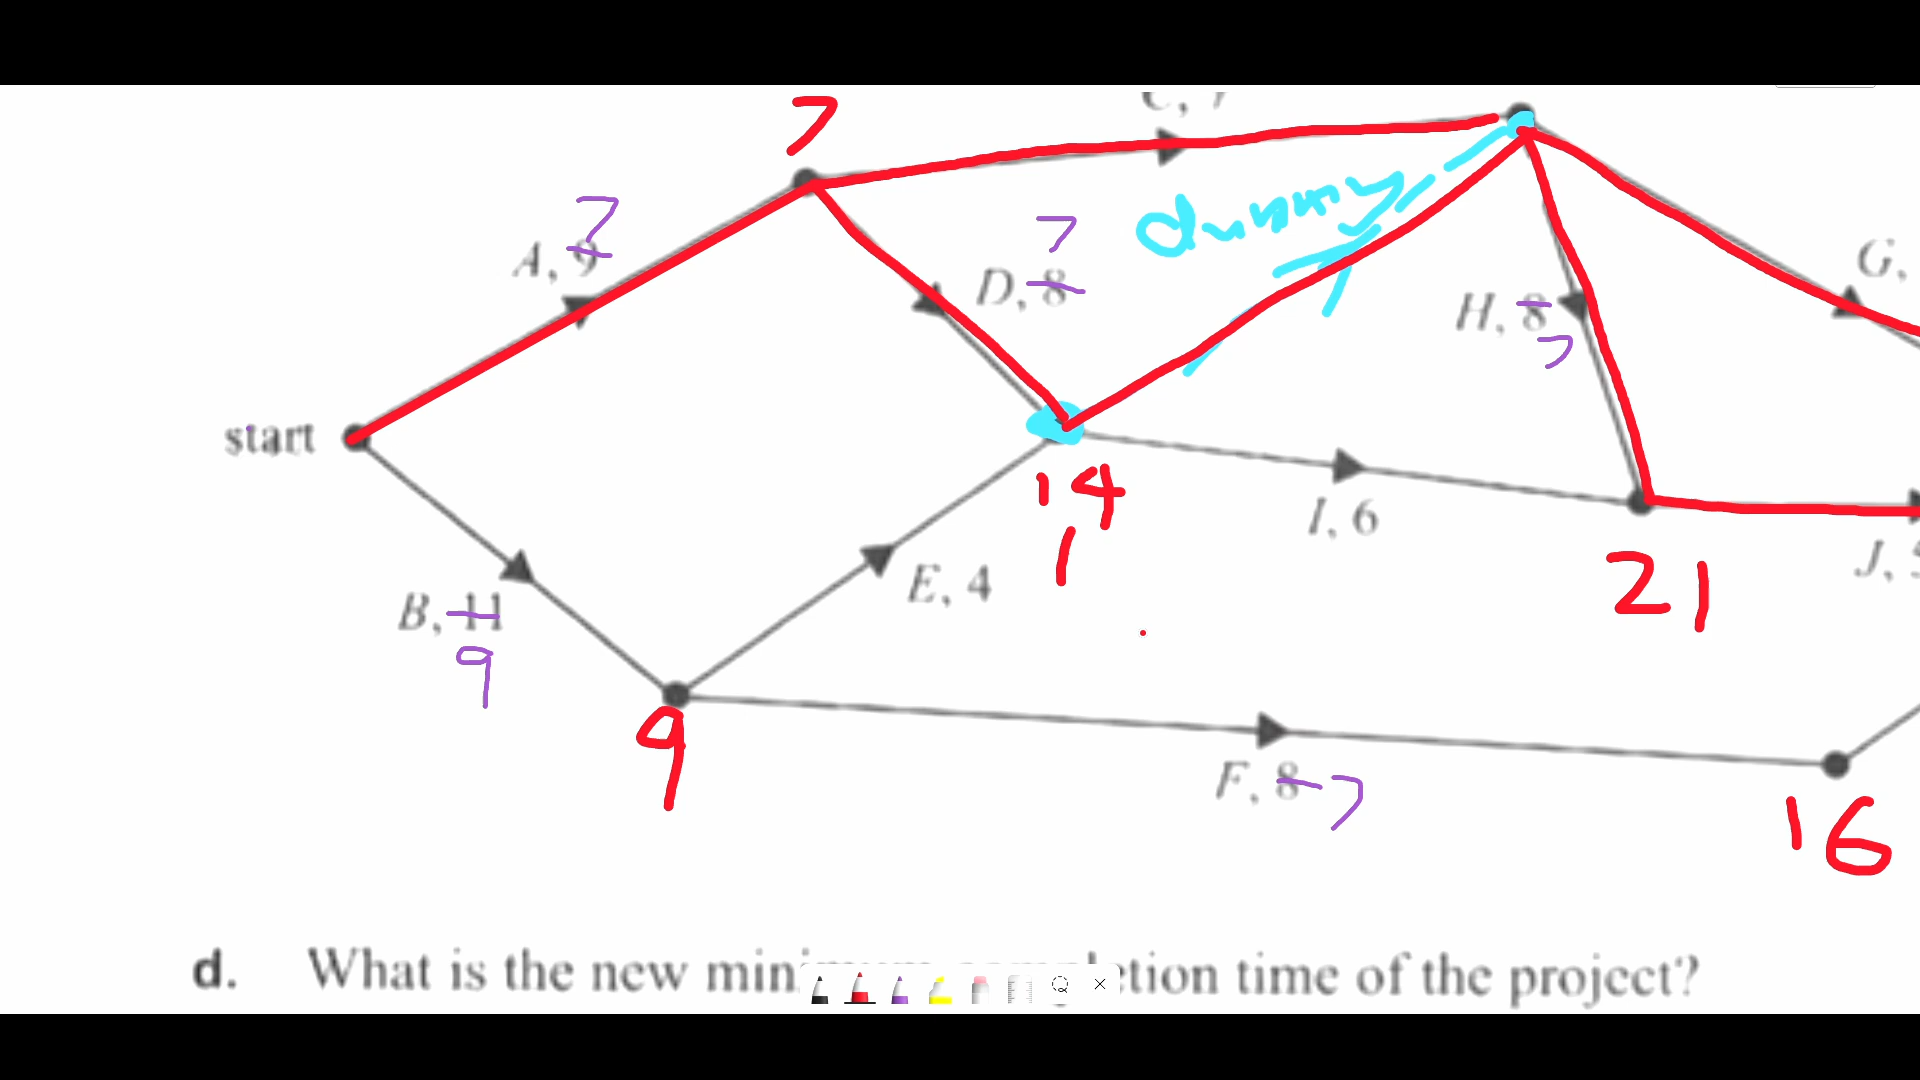 7
7
A, 9
7
D, 8
dummy
G,
H, 8
7
start
14
1
I, 6
E, 4
21
J,
B, 11
9
9
F, 8 7
16
d. What is the new tion time of the project?